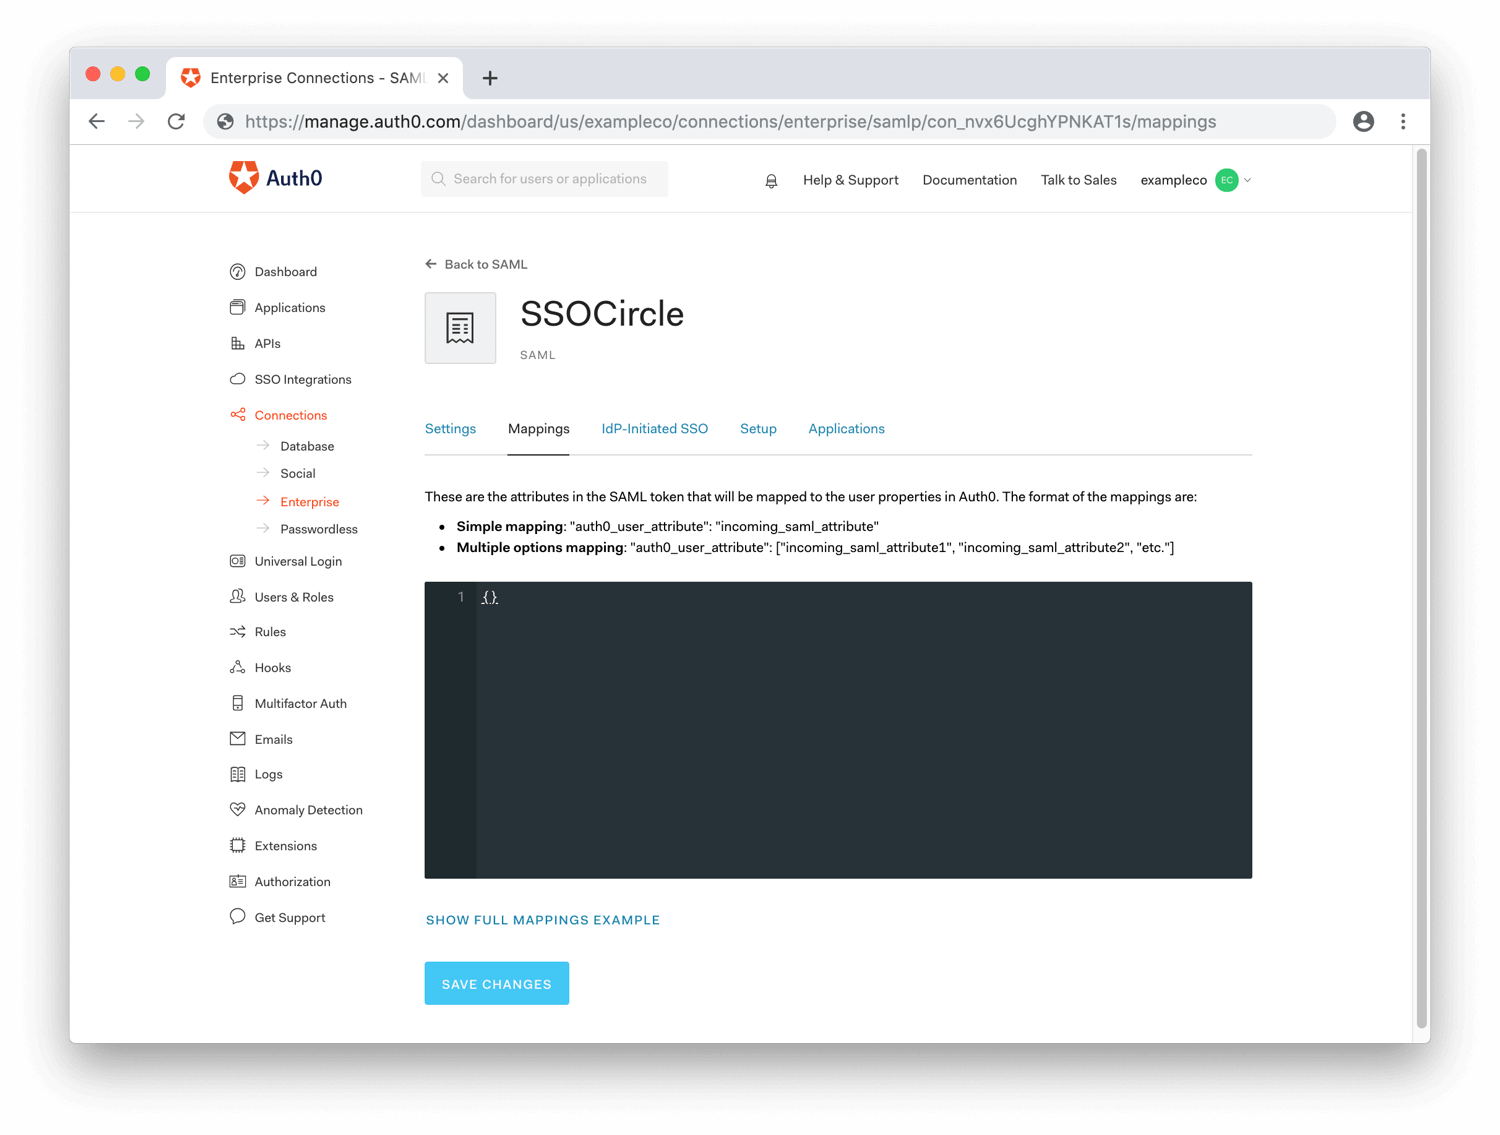 Enterprise Connections - SAML
https://manage.auth0.com/dashboard/us/exampleco/connections/enterprise/samlp/con_nvx6UcghYPNKAT1s/mappings
Auth0
Search for users or applications
Help & Support
Documentation
Talk to Sales
exampleco
EC
Dashboard
Applications
APIs
SSO Integrations
Connections
Database
Social
Enterprise
Passwordless
Universal Login
Users & Roles
Rules
Hooks
Multifactor Auth
Emails
Logs
Anomaly Detection
Extensions
Authorization
Get Support
Back to SAML
SSOCircle
SAML
Settings
Mappings
IdP-Initiated SSO
Setup
Applications
These are the attributes in the SAML token that will be mapped to the user properties in Auth0. The format of the mappings are:
Simple mapping: "auth0_user_attribute": "incoming_saml_attribute"
Multiple options mapping: "auth0_user_attribute": ["incoming_saml_attribute1", "incoming_saml_attribute2", "etc."]
1 {}
SHOW FULL MAPPINGS EXAMPLE
SAVE CHANGES